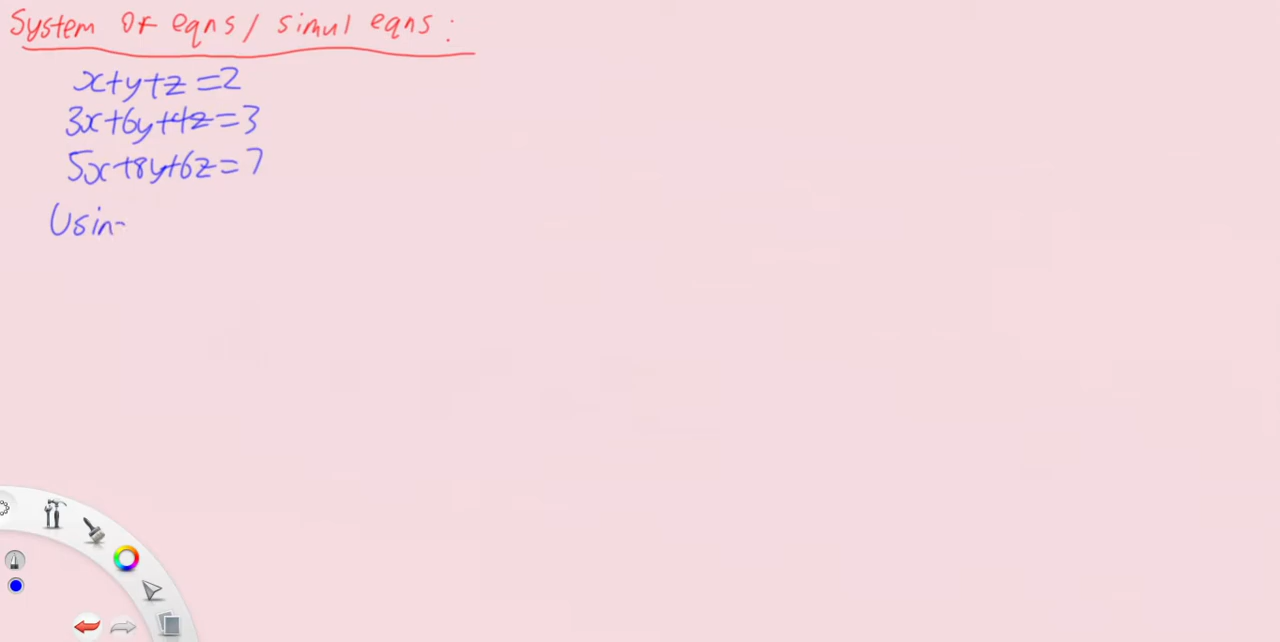 System Of eqns / simul eqns :
x+y+z=2
3x+6y+4z=3
5x+8y+6z=7
Usin